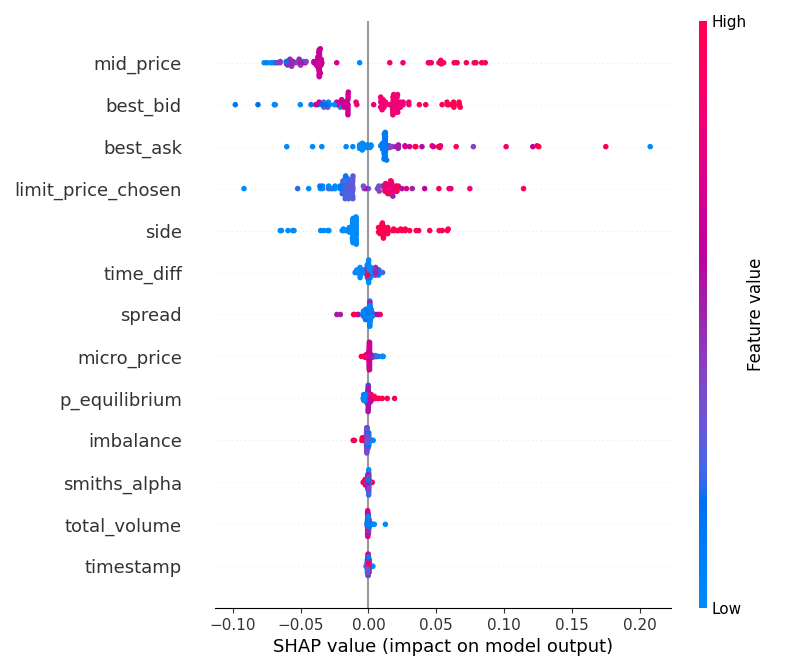 High
mid_price
best_bid
best_ask
limit_price_chosen
side
time_diff
spread
micro_price
p_equilibrium
imbalance
smiths_alpha
total_volume
timestamp
Feature value
Low
−0.10 −0.05 0.00 0.05 0.10 0.15 0.20
SHAP value (impact on model output)